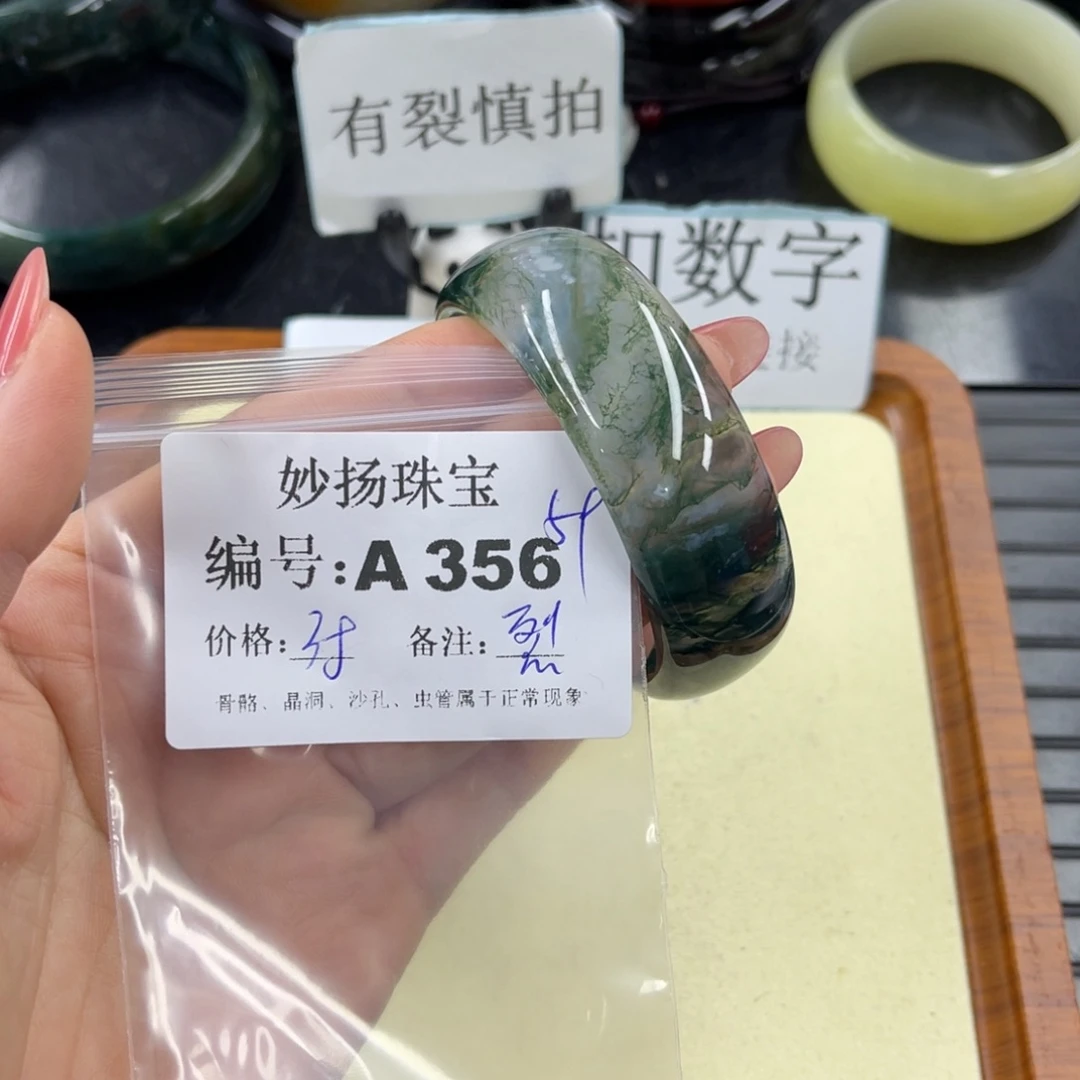 有裂慎拍
扣数字
接
妙扬珠宝
编号:A 356
价格:
备注:
骨骼、晶洞、沙孔、虫管属于正常现象